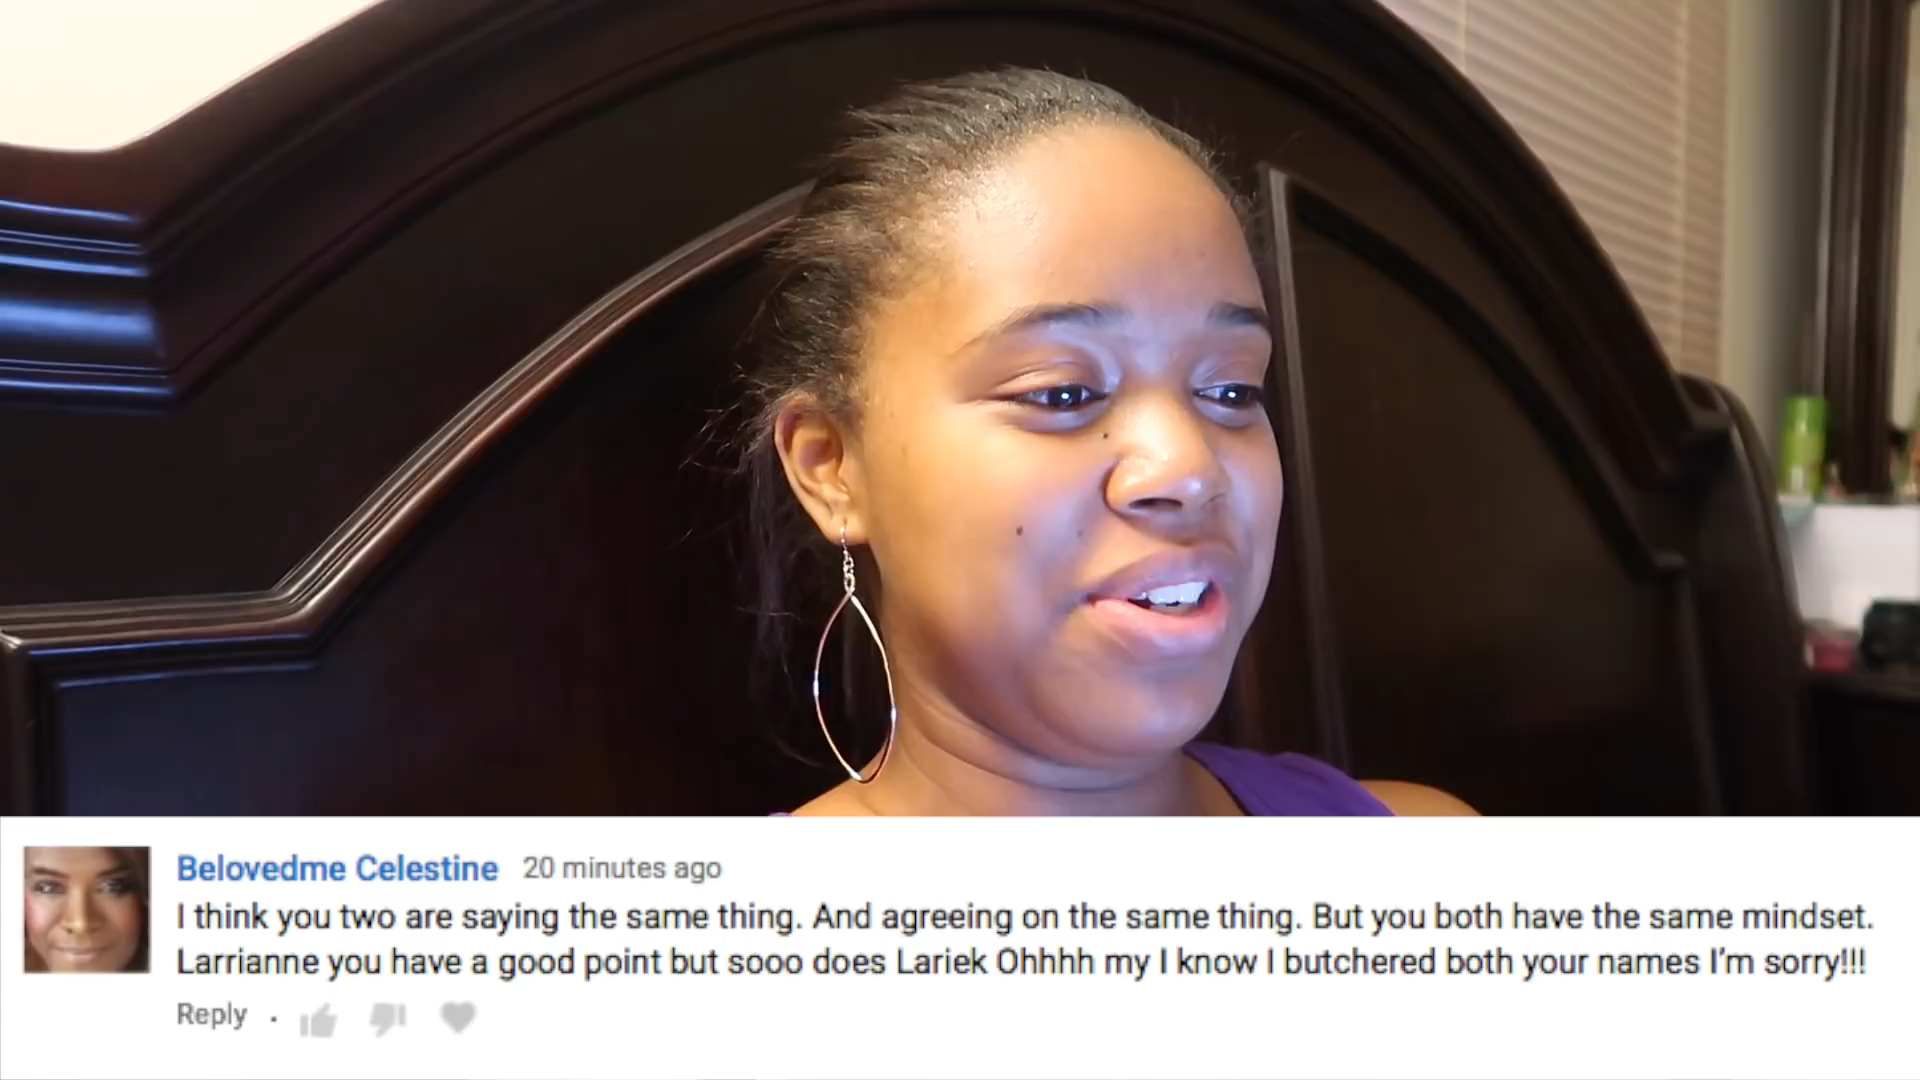 Belovedme Celestine 20 minutes ago
I think you two are saying the same thing. And agreeing on the same thing. But you both have the same mindset.
Larrianne you have a good point but sooo does Lariek Ohhhh my I know I butchered both your names I'm sorry!!!
Reply .